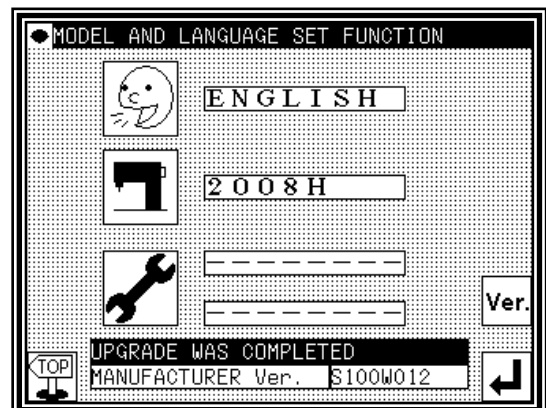 MODEL AND LANGUAGE SET FUNCTION
ENGLISH
2008H
--------
--------
Ver.
UPGRADE WAS COMPLETED
TOP
MANUFACTURER Ver. S100W012